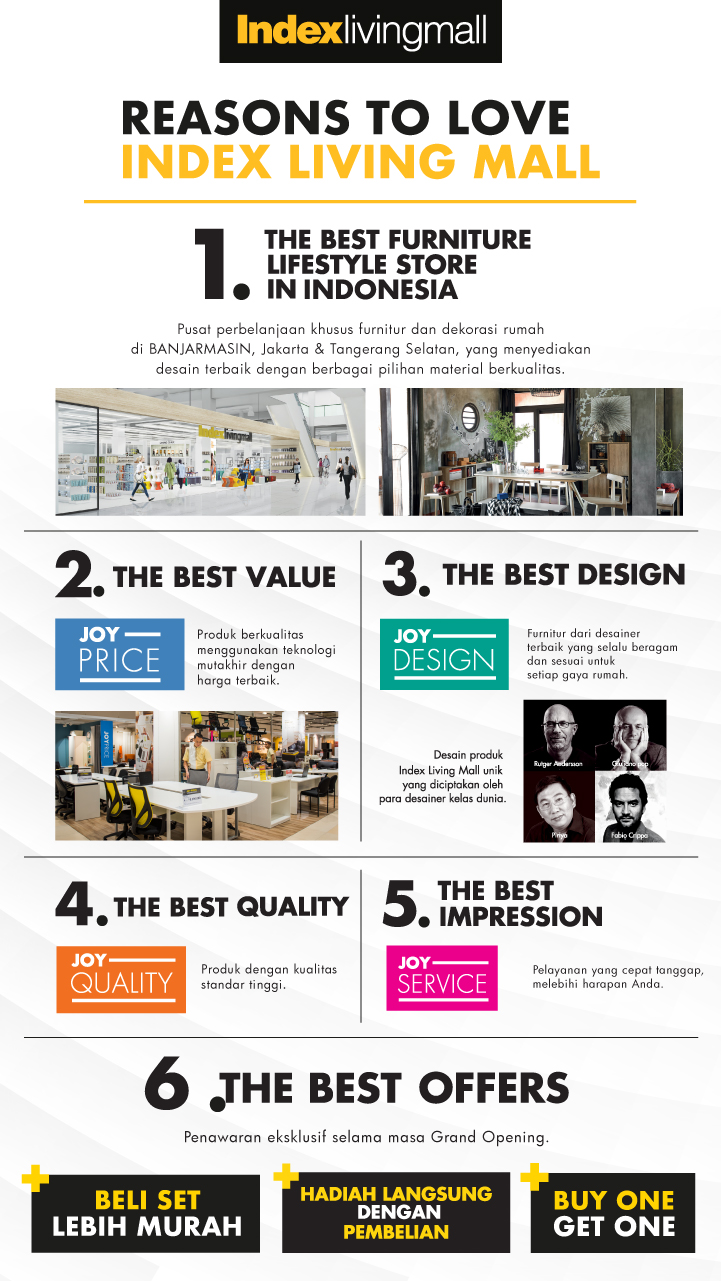 Indexlivingmall
REASONS TO LOVE
INDEX LIVING MALL
1.
THE BEST FURNITURE
LIFESTYLE STORE
IN INDONESIA
Pusat perbelanjaan khusus furnitur dan dekorasi rumah
di BANJARMASIN, Jakarta & Tangerang Selatan, yang menyediakan
desain terbaik dengan berbagai pilihan material berkualitas.
Indexlivingmall
2. THE BEST VALUE
JOY
PRICE
Produk berkualitas
menggunakan teknologi
mutakhir dengan
harga terbaik.
JOYPRICE
3. THE BEST DESIGN
JOY
DESIGN
Furnitur dari desainer
terbaik yang selalu beragam
dan sesuai untuk
setiap gaya rumah.
Desain produk
Index Living Mall unik
yang diciptakan oleh
para desainer kelas dunia.
Rutger Andersson
Giuliano pop
Piriya
Fabio Crippa
4. THE BEST QUALITY
JOY
QUALITY
Produk dengan kualitas
standar tinggi.
5. THE BEST
IMPRESSION
JOY
SERVICE
Pelayanan yang cepat tanggap,
melebihi harapan Anda.
6 .THE BEST OFFERS
Penawaran eksklusif selama masa Grand Opening.
BELI SET
LEBIH MURAH
HADIAH LANGSUNG
DENGAN
PEMBELIAN
BUY ONE
GET ONE